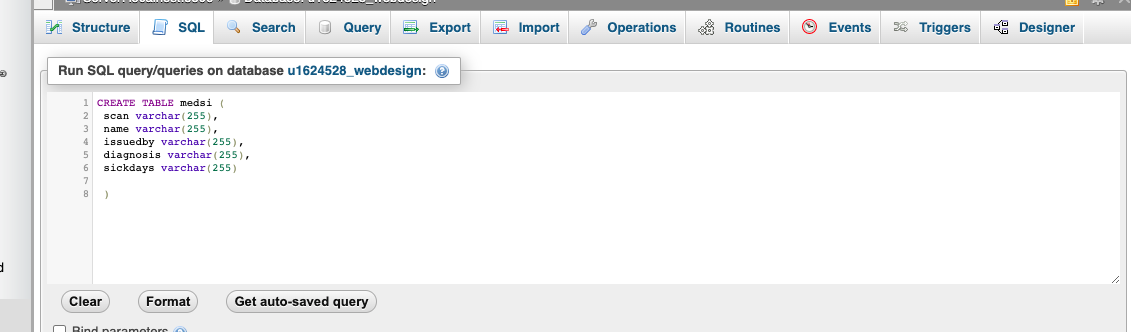 Structure SQL Search Query Export Import Operations Routines Events Triggers Designer
Run SQL query/queries on database u1624528_webdesign:
1 CREATE TABLE medsi (
2 scan varchar(255),
3 name varchar(255),
4 issuedby varchar(255),
5 diagnosis varchar(255),
6 sickdays varchar(255)
7
8 )
Clear Format Get auto-saved query
Bind parameters